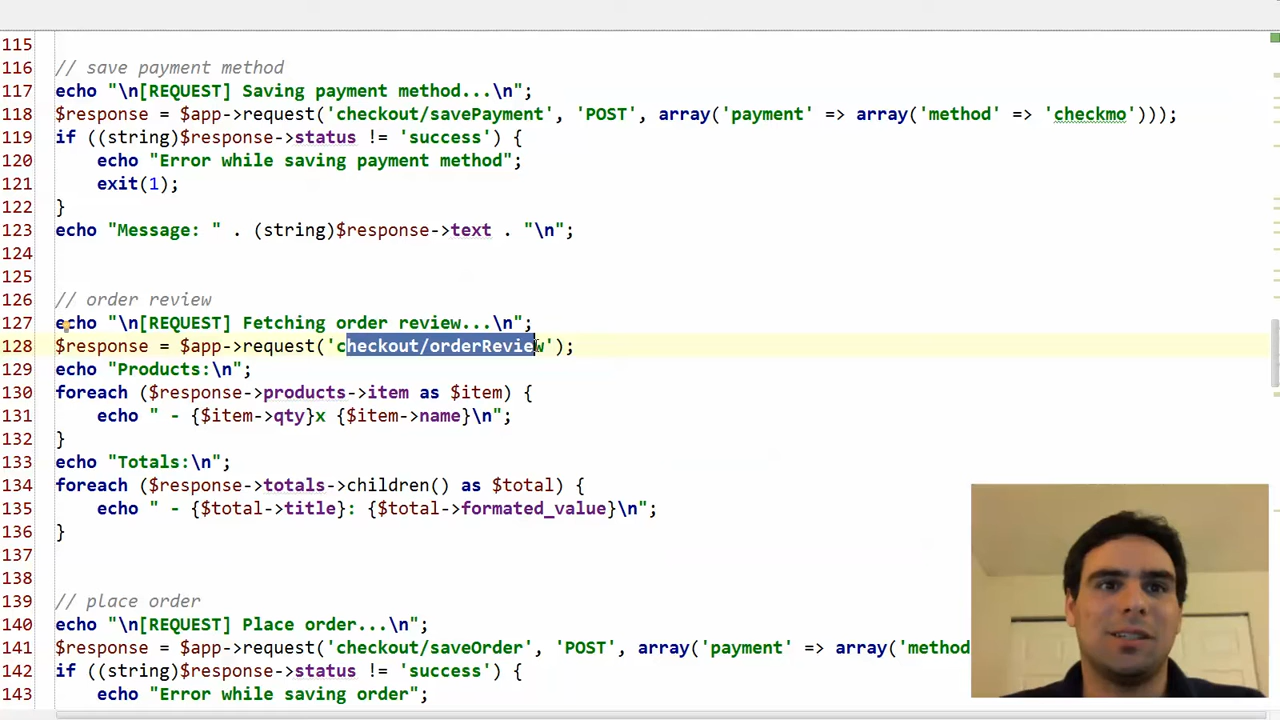 115
116 // save payment method
117 echo "\n[REQUEST] Saving payment method...\n";
118 $response = $app->request('checkout/savePayment', 'POST', array('payment' => array('method' => 'checkmo')));
119 if ((string)$response->status != 'success') {
120 echo "Error while saving payment method";
121 exit(1);
122 }
123 echo "Message: " . (string)$response->text . "\n";
124
125
126 // order review
127 echo "\n[REQUEST] Fetching order review...\n";
128 $response = $app->request('checkout/orderReview');
129 echo "Products:\n";
130 foreach ($response->products->item as $item) {
131 echo " - {$item->qty}x {$item->name}\n";
132 }
133 echo "Totals:\n";
134 foreach ($response->totals->children() as $total) {
135 echo " - {$total->title}: {$total->formated_value}\n";
136 }
137
138
139 // place order
140 echo "\n[REQUEST] Place order...\n";
141 $response = $app->request('checkout/saveOrder', 'POST', array('payment' => array('method
142 if ((string)$response->status != 'success') {
143 echo "Error while saving order";